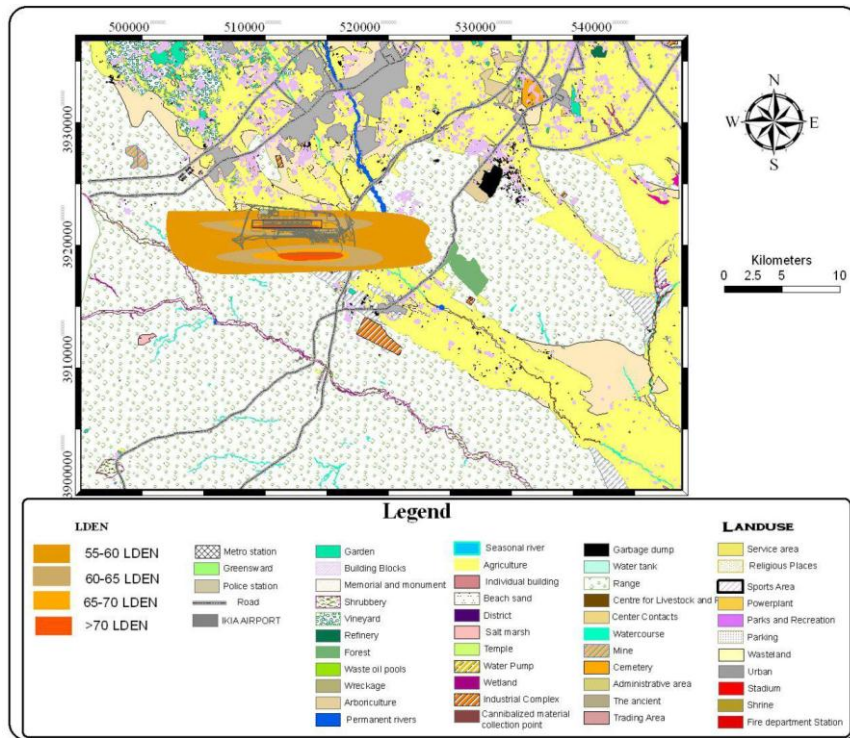 500000 510000 520000 530000 540000
3930000
3920000
3910000
3900000
N
W E
S
Kilometers
0 2.5 5 10
Legend
LDEN
55-60 LDEN
60-65 LDEN
65-70 LDEN
>70 LDEN
Metro station
Greensward
Police station
Road
IKIA AIRPORT
Garden
Building Blocks
Memorial and monument
Shrubbery
Vineyard
Refinery
Forest
Waste oil pools
Wreckage
Arboriculture
Permanent rivers
Seasonal river
Agriculture
Individual building
Beach sand
District
Salt marsh
Temple
Water Pump
Wetland
Industrial Complex
Cannibalized material
collection point
Garbage dump
Water tank
Range
Centre for Livestock and
Center Contacts
Watercourse
Mine
Cemetery
Administrative area
The ancient
Trading Area
LANDUSE
Service area
Religious Places
Sports Area
Powerplant
Parks and Recreation
Parking
Wasteland
Urban
Stadium
Shrine
Fire department Station